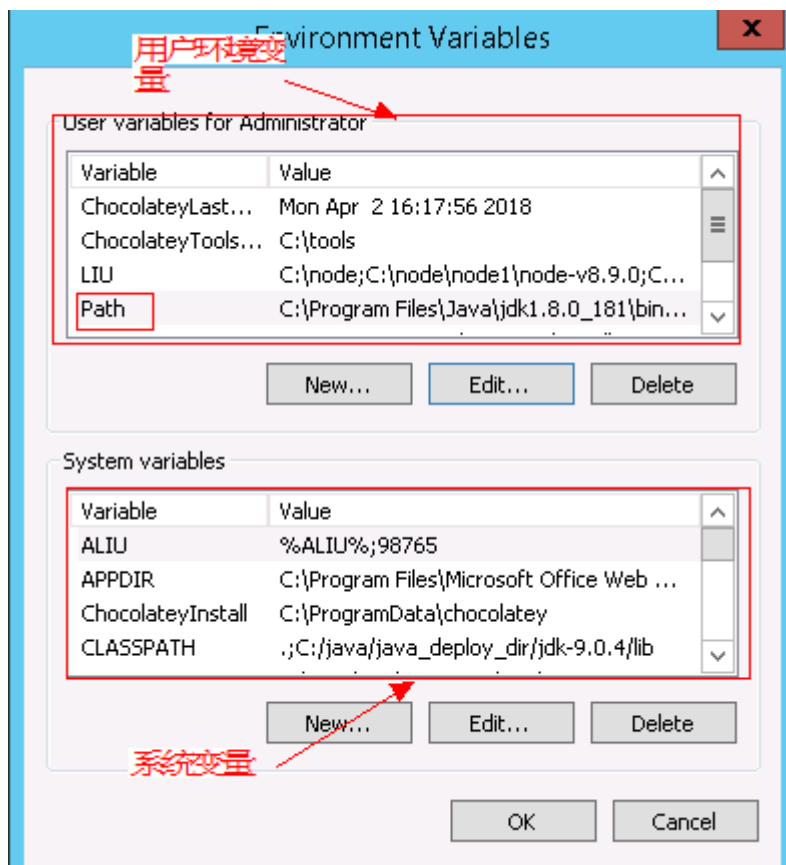 Environment Variables
x
用户环境变
量
User variables for Administrator
Variable Value
ChocolateyLast... Mon Apr 2 16:17:56 2018
ChocolateyTools... C:\tools
LIU C:\node;C:\node\node1\node-v8.9.0;C...
Path C:\Program Files\Java\jdk1.8.0_181\bin...
New... Edit... Delete
System variables
Variable Value
ALIU %ALIU%;98765
APPDIR C:\Program Files\Microsoft Office Web ...
ChocolateyInstall C:\ProgramData\chocolatey
CLASSPATH .;C:/java/java_deploy_dir/jdk-9.0.4/lib
New... Edit... Delete
系统变量
OK Cancel